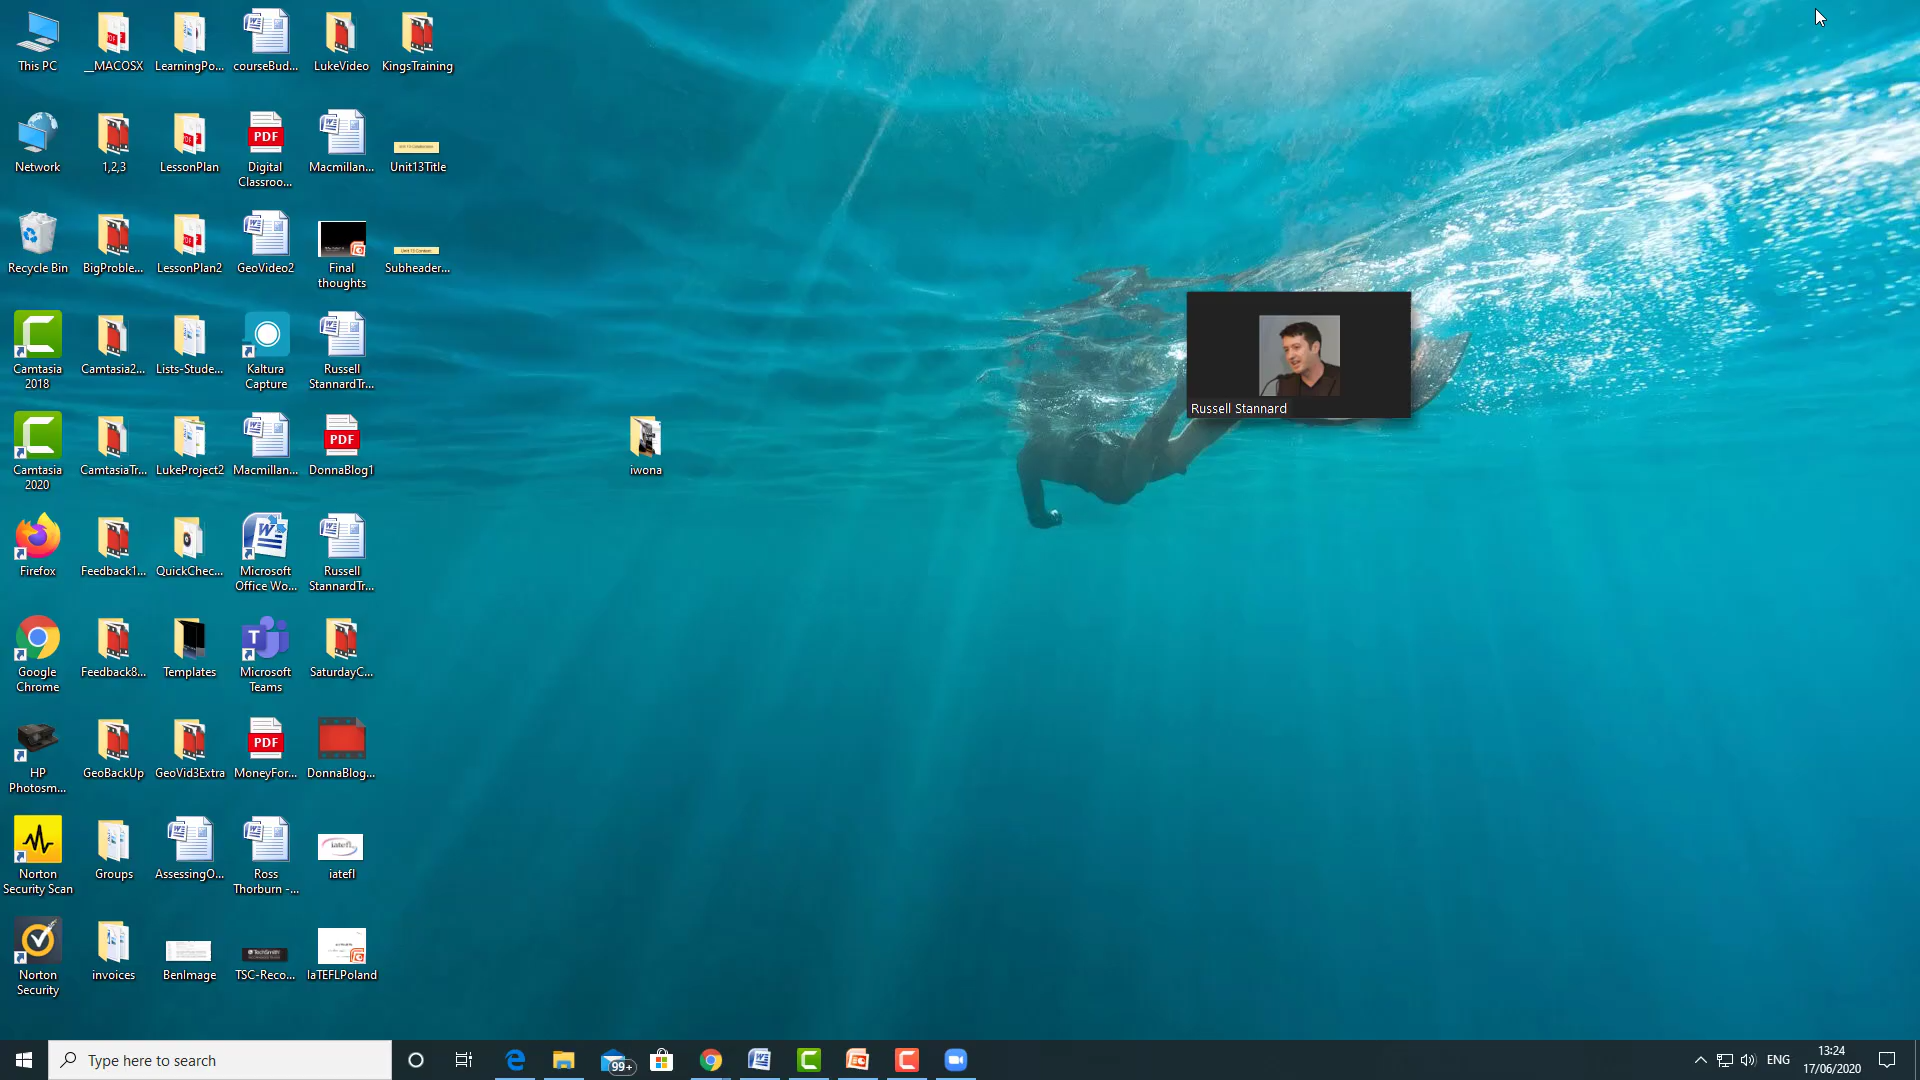 This PC
__MACOSX
LearningPo...
courseBud...
LukeVideo
KingsTraining
Network
1,2,3
LessonPlan
PDF
Digital
Classroo...
Macmillan...
Unit13Title
Recycle Bin
BigProble...
LessonPlan2
GeoVideo2
Final
thoughts
Subheader...
Camtasia
2018
Camtasia2...
Lists-Stude...
Kaltura
Capture
Russell
StannardTr...
Camtasia
2020
CamtasiaTr...
LukeProject2
Macmillan...
PDF
DonnaBlog1
iwona
Russell Stannard
Firefox
Feedback1...
QuickChec...
Microsoft
Office Wo...
Russell
StannardTr...
Google
Chrome
Feedback8...
Templates
Microsoft
Teams
SaturdayC...
HP
Photosm...
GeoBackUp
GeoVid3Extra
PDF
MoneyFor...
DonnaBlog...
Norton
Security Scan
Groups
AssessingO...
Ross
Thorburn -...
iatefl
iatefl
Norton
Security
invoices
BenImage
TechSmith
TSC-Reco...
IaTEFLPoland
Type here to search
99+
ENG
13:24
17/06/2020